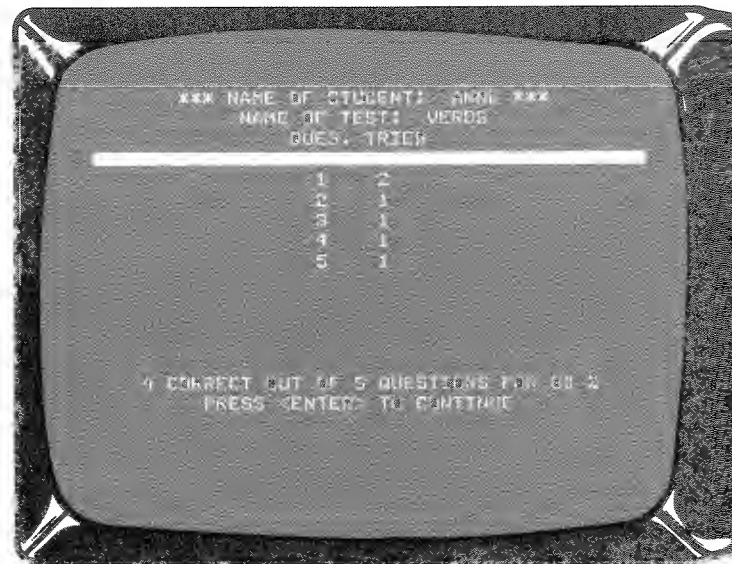 *** NAME OF STUDENT: ANNE ***
NAME OF TEST: VERBS
QUES. TRIES
1 2
2 1
3 1
4 1
5 1
4 CORRECT OUT OF 5 QUESTIONS FOR 80 %
PRESS <ENTER> TO CONTINUE